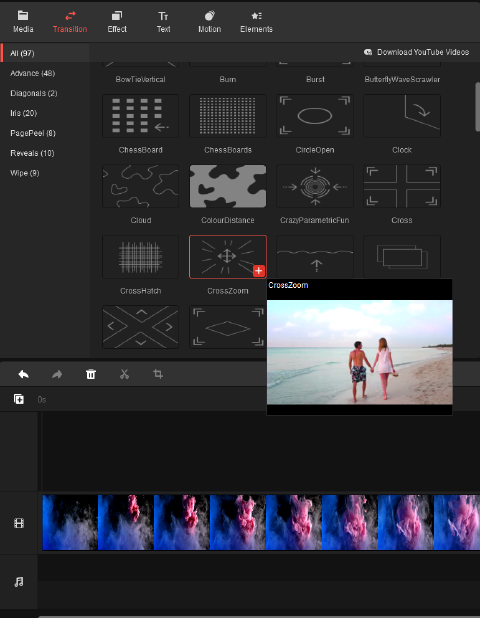 Media Transition Effect Text Motion Elements
All (97)
Download YouTube Videos
Advance (48)
Diagonals (2)
Iris (20)
PagePeel (8)
Reveals (10)
Wipe (9)
BowTieVertical Burn Burst ButterflyWaveScrawler
ChessBoard ChessBoards CircleOpen Clock
Cloud ColourDistance CrazyParametricFun Cross
CrossHatch CrossZoom
CrossZoom
0s